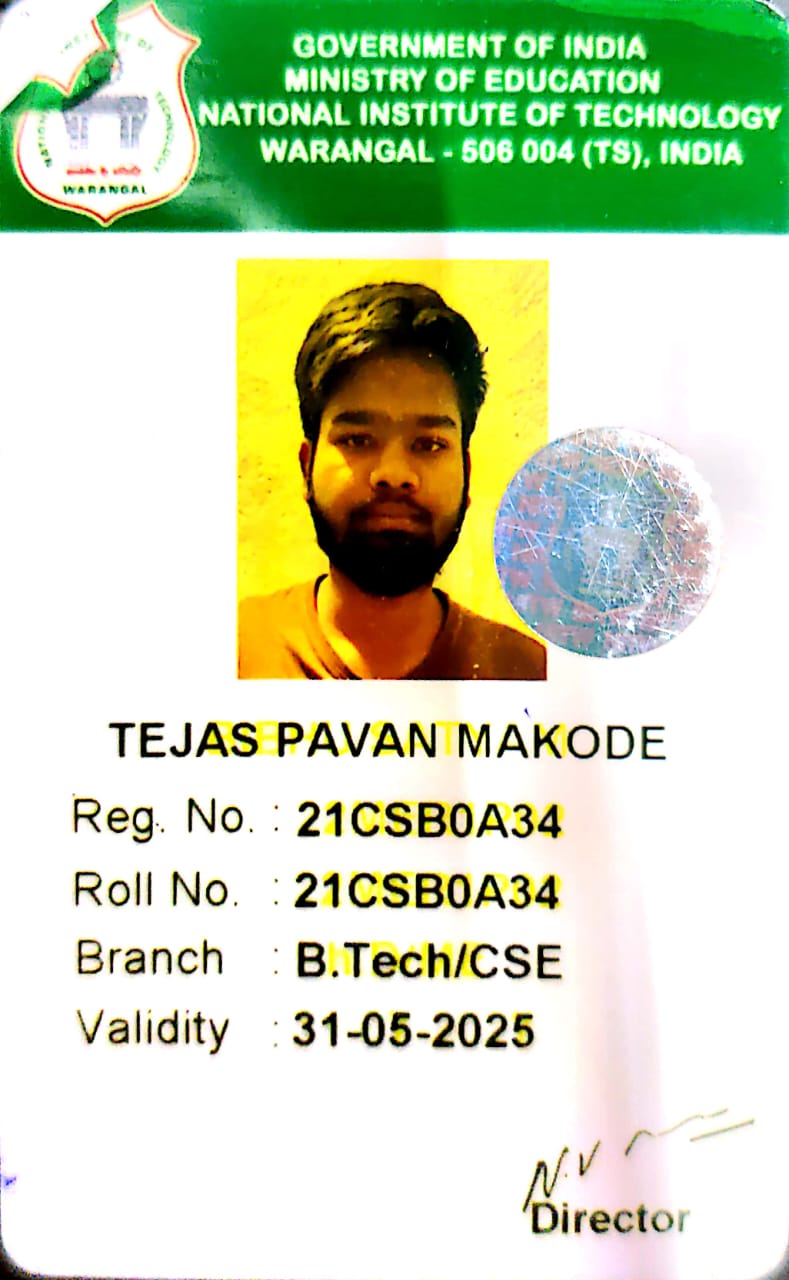 GOVERNMENT OF INDIA
MINISTRY OF EDUCATION
NATIONAL INSTITUTE OF TECHNOLOGY
WARANGAL - 506 004 (TS), INDIA
WARANGAL
TEJAS PAVAN MAKODE
Reg. No. : 21CSB0A34
Roll No. : 21CSB0A34
Branch : B.Tech/CSE
Validity : 31-05-2025
N.V
Director